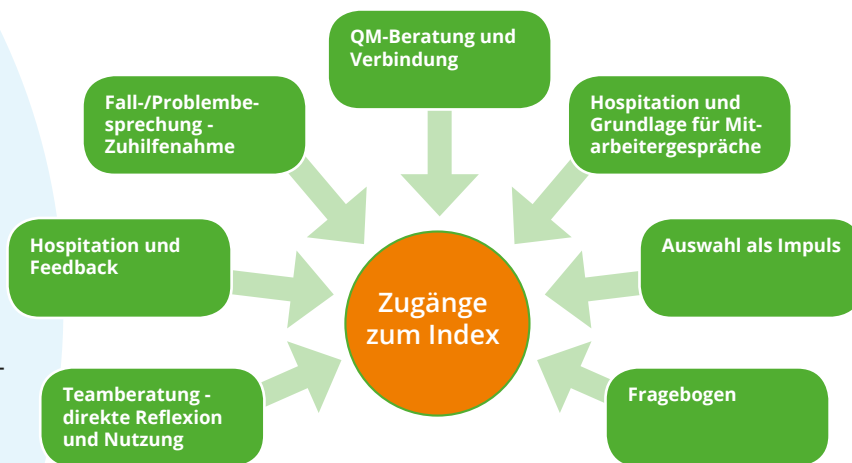 QM-Beratung und
Verbindung
Fall-/Problembe-
sprechung -
Zuhilfenahme
Hospitation und
Grundlage für Mit-
arbeitergespräche
Hospitation und
Feedback
Auswahl als Impuls
Zugänge
zum Index
Teamberatung -
direkte Reflexion
und Nutzung
Fragebogen
-